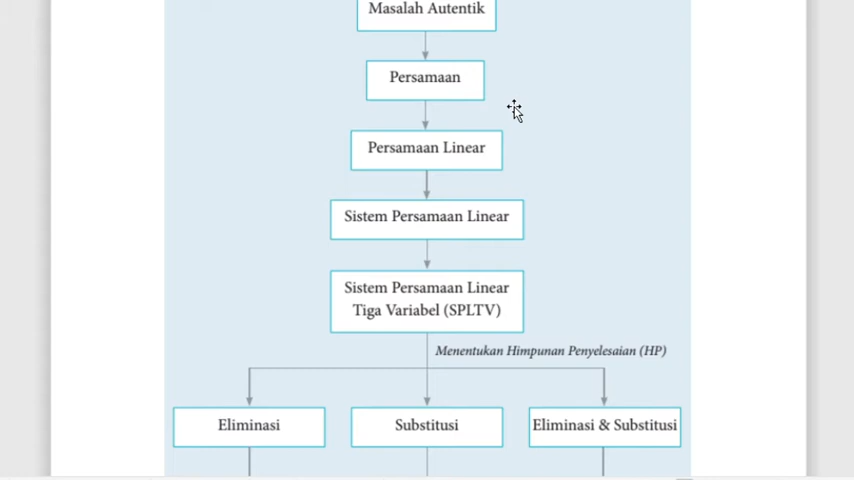 Masalah Autentik
Persamaan
Persamaan Linear
Sistem Persamaan Linear
Sistem Persamaan Linear
Tiga Variabel (SPLTV)
Menentukan Himpunan Penyelesaian (HP)
Eliminasi
Substitusi
Eliminasi & Substitusi